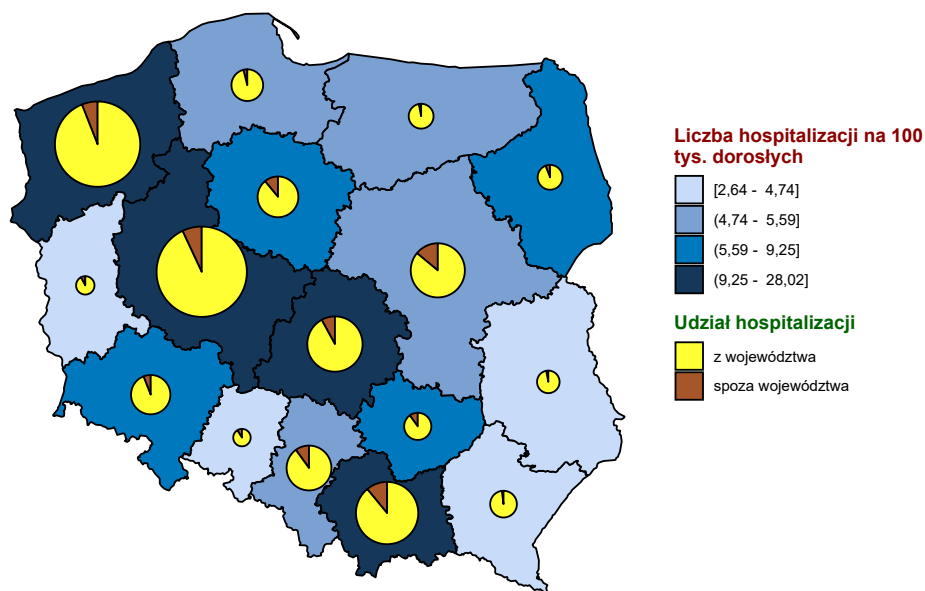 Liczba hospitalizacji na 100
tys. dorosłych
[2,64 - 4,74]
(4,74 - 5,59]
(5,59 - 9,25]
(9,25 - 28,02]
Udział hospitalizacji
z województwa
spoza województwa